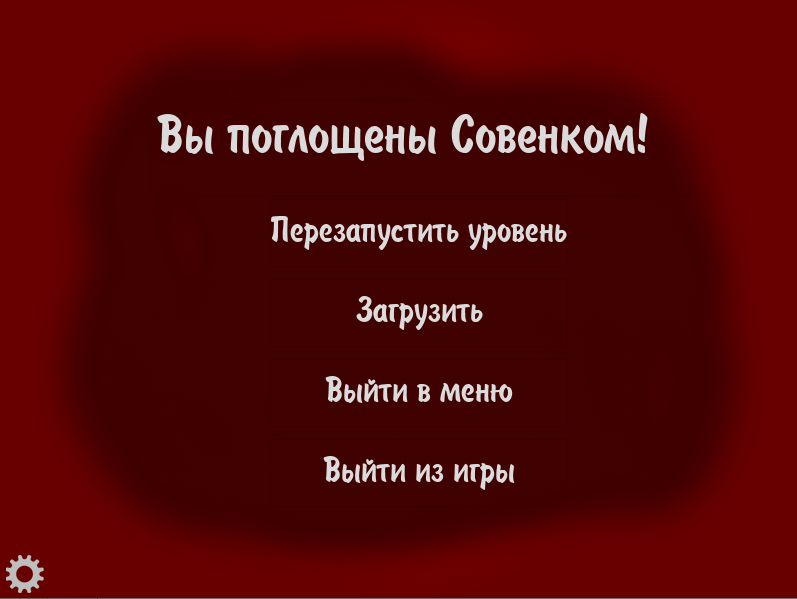 Вы поглощены Совенком!
Перезапустить уровень
Загрузить
Выйти в меню
Выйти из игры